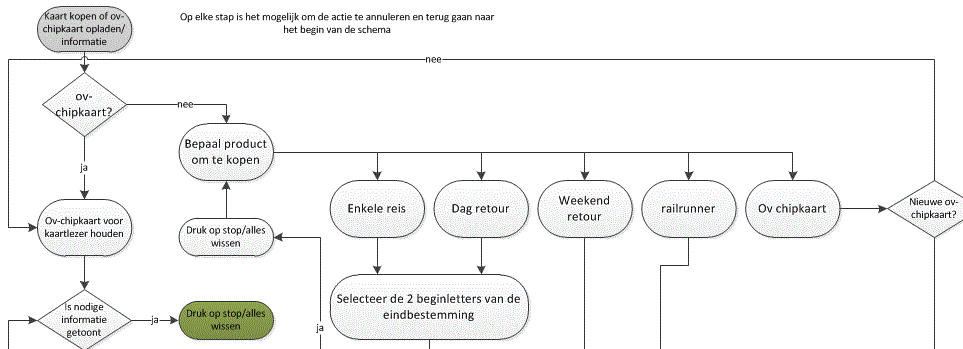 Kaart kopen of ov-
chipkaart opladen/
informatie
Op elke stap is het mogelijk om de actie te annuleren en terug gaan naar
het begin van de schema
nee
ov-
chipkaart?
nee
ja
Bepaal product
om te kopen
Enkele reis
Dag retour
Weekend
retour
railrunner
Ov chipkaart
Nieuwe ov-
chipkaart?
Ov-chipkaart voor
kaartlezer houden
Druk op stop/alles
wissen
Selecteer de 2 beginletters van de
eindbestemming
Is nodige
informatie
getoont
ja
Druk op stop/alles
wissen
ja